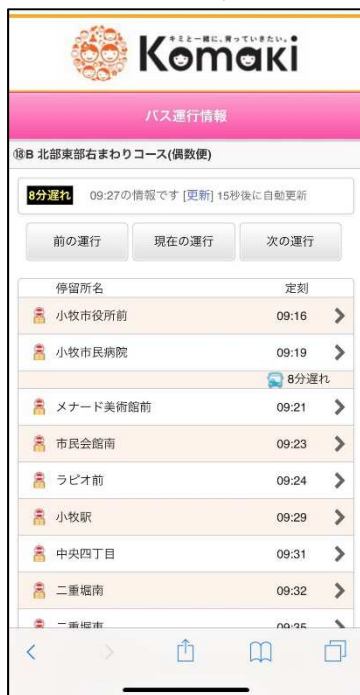 キミと一緒に、育っていきたい。
Komaki
バス運行情報
⑱B 北部東部右まわりコース(偶数便)
8分遅れ 09:27の情報です [更新] 15秒後に自動更新
前の運行 現在の運行 次の運行
停留所名 定刻
小牧市役所前 09:16
小牧市民病院 09:19
8分遅れ
メナード美術館前 09:21
市民会館南 09:23
ラピオ前 09:24
小牧駅 09:29
中央四丁目 09:31
二重堀南 09:32
二重堀東 09:35